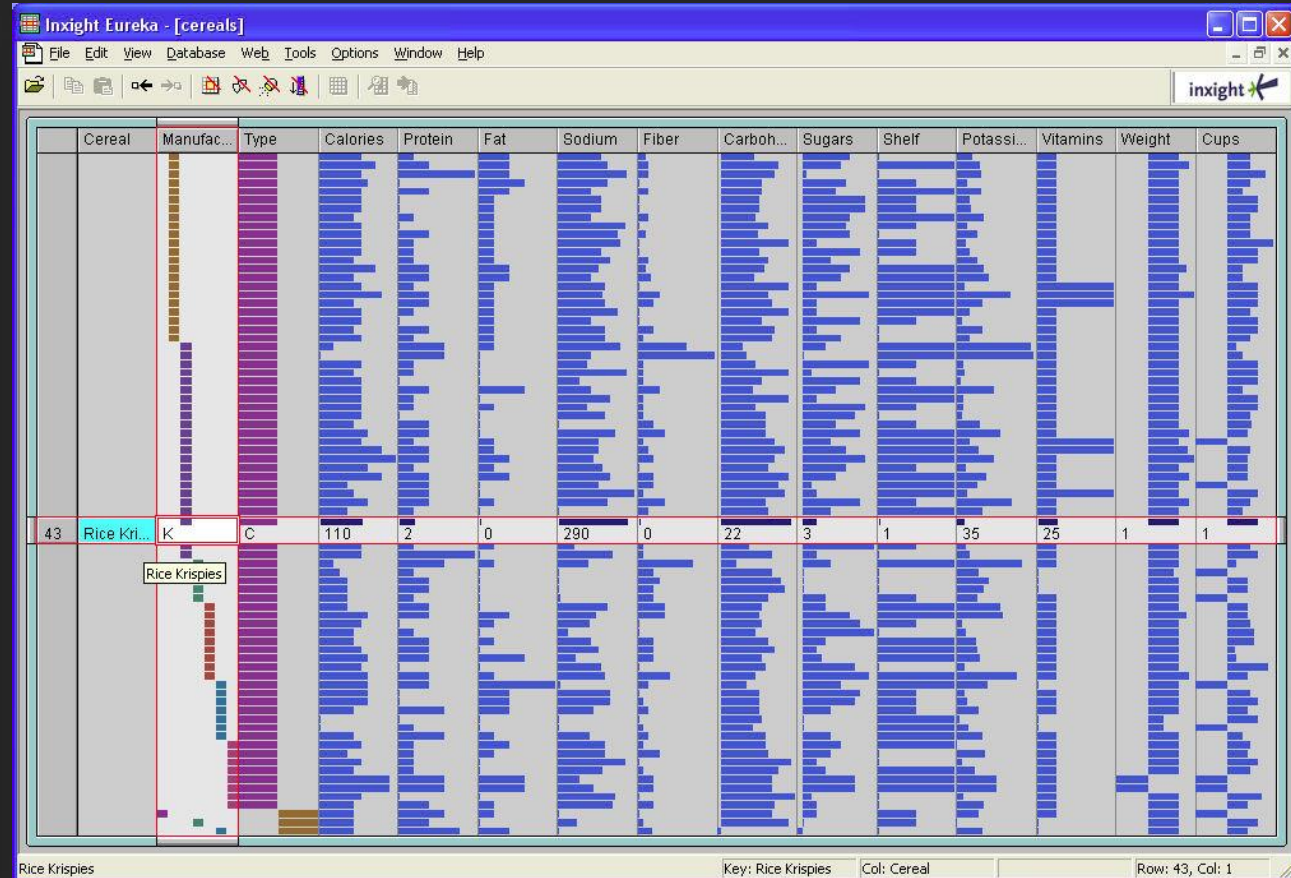 Inxight Eureka - [cereals]
File Edit View Database Web Tools Options Window Help
inxight
Cereal Manufac... Type Calories Protein Fat Sodium Fiber Carboh... Sugars Shelf Potassi... Vitamins Weight Cups
43 Rice Kri... K C 110 2 0 290 0 22 3 1 35 25 1 1
Rice Krispies
Rice Krispies Key: Rice Krispies Col: Cereal Row: 43, Col: 1